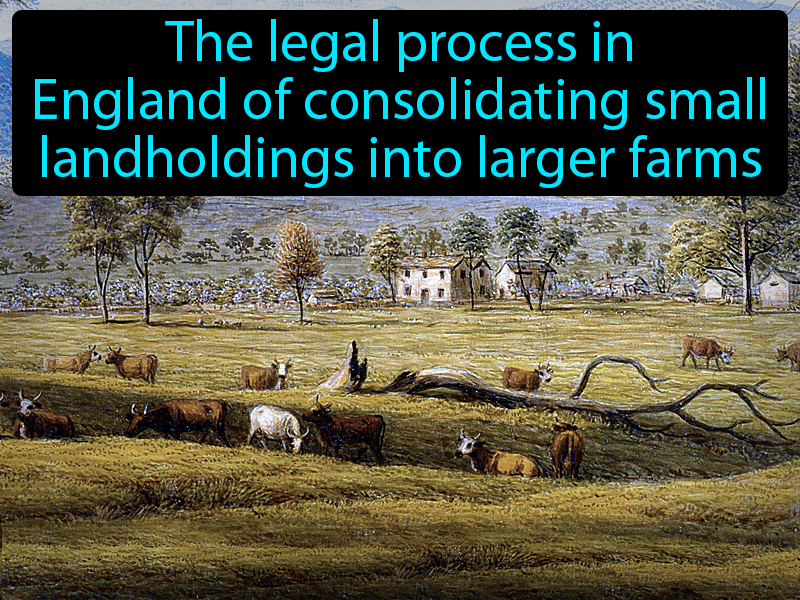 The legal process in
England of consolidating small
landholdings into larger farms